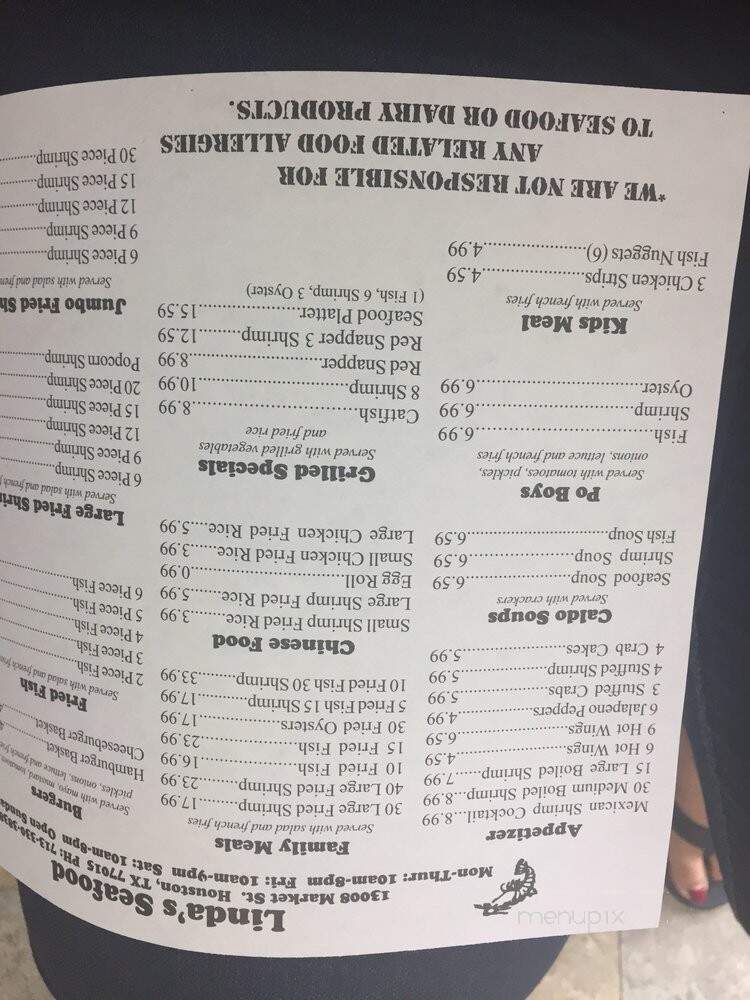 Linda's Seafood
13008 Market St. Houston, TX, 77015 PH: 713-330-
Mon-Thur: 10am-8pm Fri: 10am-9pm Sat: 10am-8pm Open Sunda
Appetizer
Mexican Shrimp Cocktail...8.99
30 Medium Boiled Shrimp...8.99
15 Large Boiled Shrimp.....7.99
6 Hot Wings....................4.59
9 Hot Wings....................6.59
6 Jalapeno Peppers............4.99
3 Stuffed Crabs................5.99
4 Stuffed Shrimp..............5.99
4 Crab Cakes...................5.99
Caldo Soups
Served with crackers
Seafood Soup...................6.59
Shrimp Soup....................6.59
Fish Soup........................6.59
Po Boys
Served with tomatoes, pickles,
onions, lettuce and french fries
Fish...............................6.99
Shrimp...........................6.99
Oyster............................6.99
Kids Meal
Served with french fries
3 Chicken Strips................4.59
Fish Nuggets (6)................4.99
Family Meals
Served with salad and french fries
30 Large Fried Shrimp........17.99
40 Large Fried Shrimp........23.99
10 Fried Fish...................16.99
15 Fried Fish...................23.99
30 Fried Oysters...............17.99
5 Fried Fish 15 Shrimp........17.99
10 Fried Fish 30 Shrimp.......33.99
Chinese Food
Small Shrimp Fried Rice......3.99
Large Shrimp Fried Rice......5.99
Egg Roll.........................0.99
Small Chicken Fried Rice.....3.99
Large Chicken Fried Rice.....5.99
Grilled Specials
Served with grilled vegetables
and fried rice
Catfish...........................8.99
8 Shrimp........................10.99
Red Snapper....................8.99
Red Snapper 3 Shrimp........12.59
Seafood Platter.................15.59
(1 Fish, 6 Shrimp, 3 Oyster)
*WE ARE NOT RESPONSIBLE FOR
ANY RELATED FOOD ALLERGIES
TO SEAFOOD OR DAIRY PRODUCTS.
Burgers
Served with mayo, mustard, tomatoes
pickles, onions, lettuce and french
Hamburger Basket
Cheeseburger Basket
Fried Fish
Served with salad and french
2 Piece Fish
3 Piece Fish
4 Piece Fish
5 Piece Fish
6 Piece Fish
Large Fried Shri
Served with salad and french
6 Piece Shrimp
9 Piece Shrimp
12 Piece Shrimp
15 Piece Shrimp
20 Piece Shrimp
Popcorn Shrimp
Jumbo Fried Sh
Served with salad and fren
6 Piece Shrimp
9 Piece Shrimp
12 Piece Shrimp
15 Piece Shrimp
30 Piece Shrimp
menupix